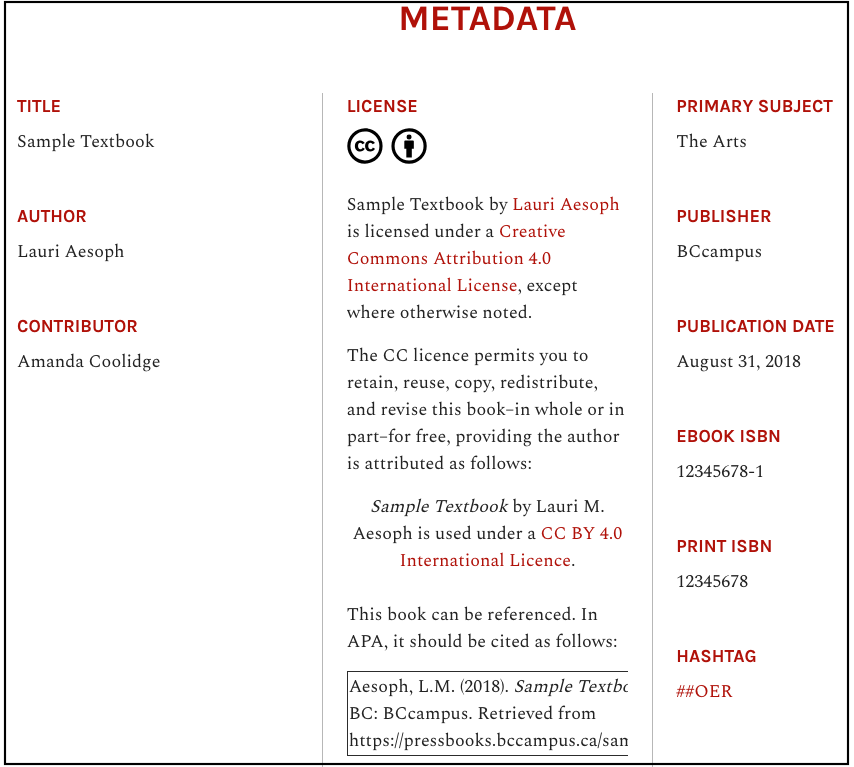 METADATA
TITLE
Sample Textbook
AUTHOR
Lauri Aesoph
CONTRIBUTOR
Amanda Coolidge
LICENSE
cc
Sample Textbook by Lauri Aesoph
is licensed under a Creative
Commons Attribution 4.0
International License, except
where otherwise noted.
The CC licence permits you to
retain, reuse, copy, redistribute,
and revise this book–in whole or in
part–for free, providing the author
is attributed as follows:
Sample Textbook by Lauri M.
Aesoph is used under a CC BY 4.0
International Licence.
This book can be referenced. In
APA, it should be cited as follows:
Aesoph, L.M. (2018). Sample Textbo
BC: BCcampus. Retrieved from
https://pressbooks.bccampus.ca/sam
PRIMARY SUBJECT
The Arts
PUBLISHER
BCcampus
PUBLICATION DATE
August 31, 2018
EBOOK ISBN
12345678-1
PRINT ISBN
12345678
HASHTAG
##OER